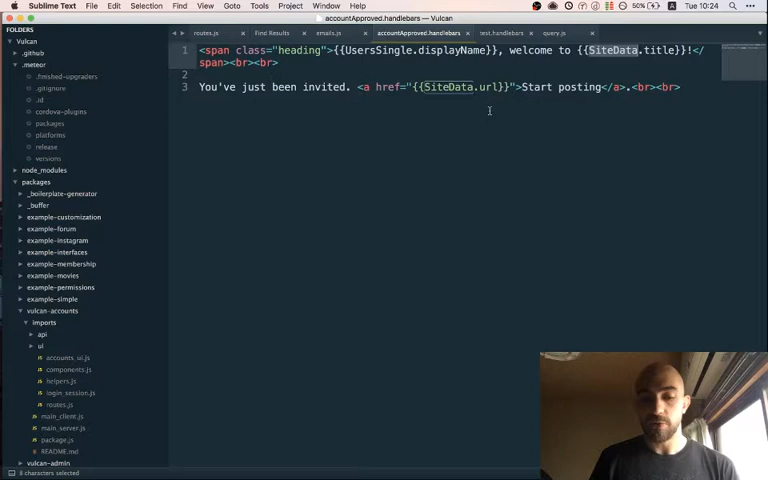 Sublime Text File Edit Selection Find View Goto Tools Project Window Help 50% Tue 10:24
accountApproved.handlebars — Vulcan
FOLDERS
Vulcan
.github
.meteor
.finished-upgraders
.gitignore
.id
cordova-plugins
packages
platforms
release
versions
node_modules
packages
_boilerplate-generator
_buffer
example-customization
example-forum
example-instagram
example-interfaces
example-membership
example-movies
example-permissions
example-simple
vulcan-accounts
imports
api
ui
accounts_ui.js
components.js
helpers.js
login_session.js
routes.js
main_client.js
main_server.js
package.js
README.md
vulcan-admin
routes.js Find Results emails.js accountApproved.handlebars test.handlebars query.js
1 <span class="heading">{{UsersSingle.displayName}}, welcome to {{SiteData.title}}!</
span><br><br>
2
3 You've just been invited. <a href="{{SiteData.url}}">Start posting</a>.<br><br>
8 characters selected